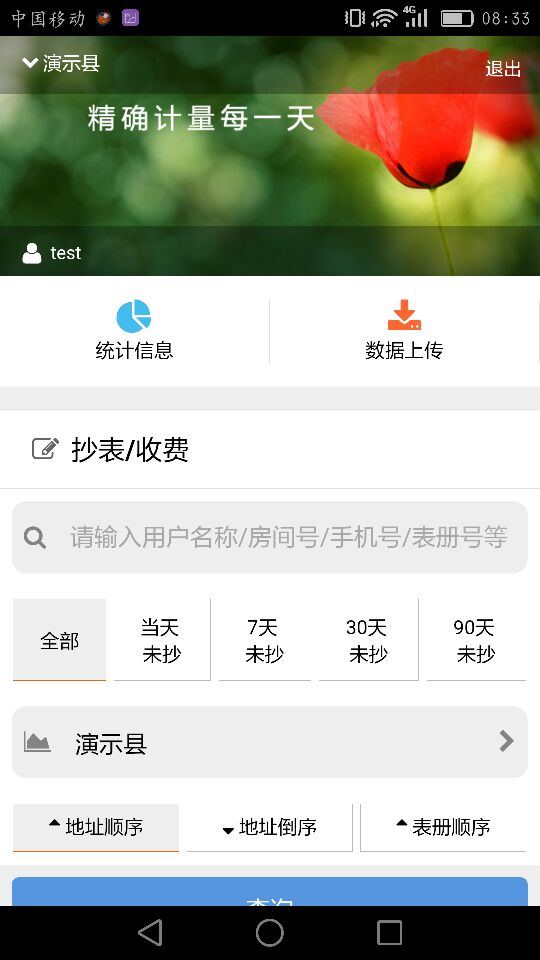 中国移动 4G 08:33
演示县 退出
精确计量每一天
test
统计信息 数据上传
抄表/收费
请输入用户名称/房间号/手机号/表册号等
全部
当天
未抄
7天
未抄
30天
未抄
90天
未抄
演示县
地址顺序 地址倒序 表册顺序
查询